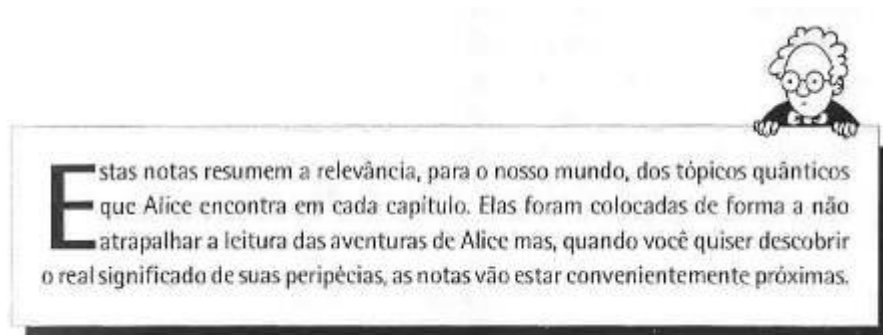 Estas notas resumem a relevância, para o nosso mundo, dos tópicos quânticos
que Alice encontra em cada capítulo. Elas foram colocadas de forma a não
atrapalhar a leitura das aventuras de Alice mas, quando você quiser descobrir
o real significado de suas peripécias, as notas vão estar convenientemente próximas.